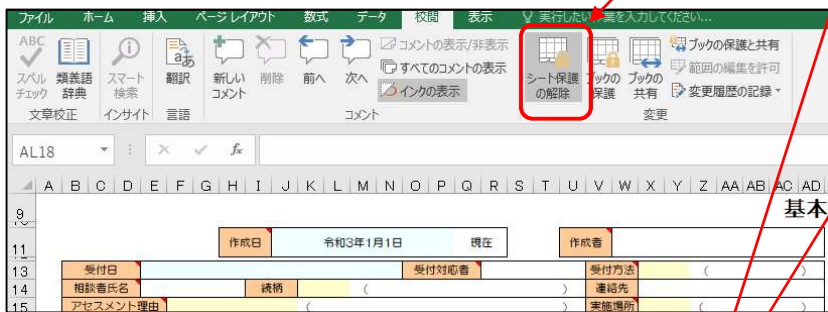 ファイル ホーム 挿入 ページ レイアウト 数式 データ 校閲 表示 実行したい作業を入力してください...
ABC
スペル チェック
類義語 辞典
スマート 検索
翻訳
新しい コメント
削除
前へ
次へ
コメントの表示/非表示
すべてのコメントの表示
インクの表示
シート保護 の解除
ブックの 保護
ブックの 共有
ブックの保護と共有
範囲の編集を許可
変更履歴の記録
文章校正 インサイト 言語 コメント 変更
AL18 fx
A B C D E F G H I J K L M N O P Q R S T U V W X Y Z AA AB AC AD
9 基本
11 作成日 令和3年1月1日 現在 作成者
13 受付日 受付対応者 受付方法 ( )
14 相談者氏名 続柄 ( ) 連絡先
15 アセスメント理由 ( ) 実施場所 ( )